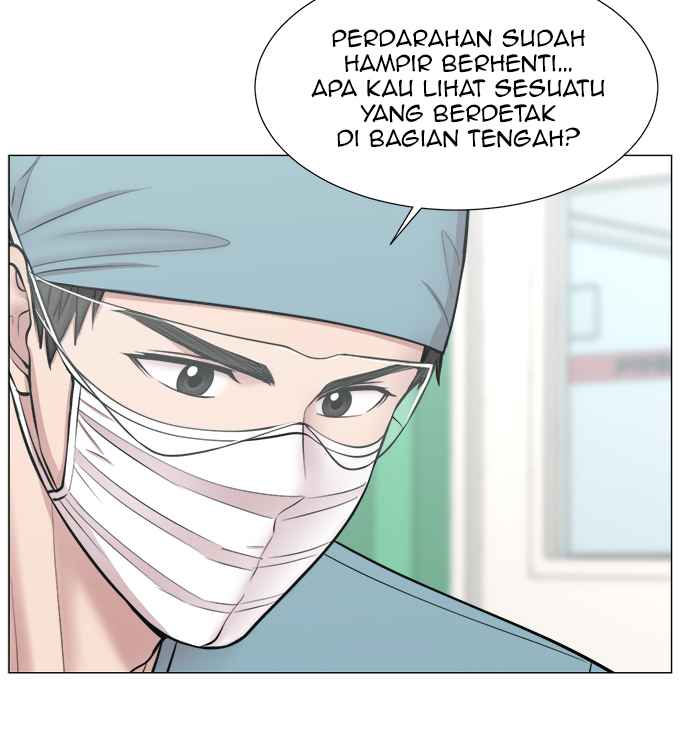 PERDARAHAN SUDAH
HAMPIR BERHENTI...
APA KAU LIHAT SESUATU
YANG BERDETAK
DI BAGIAN TENGAH?